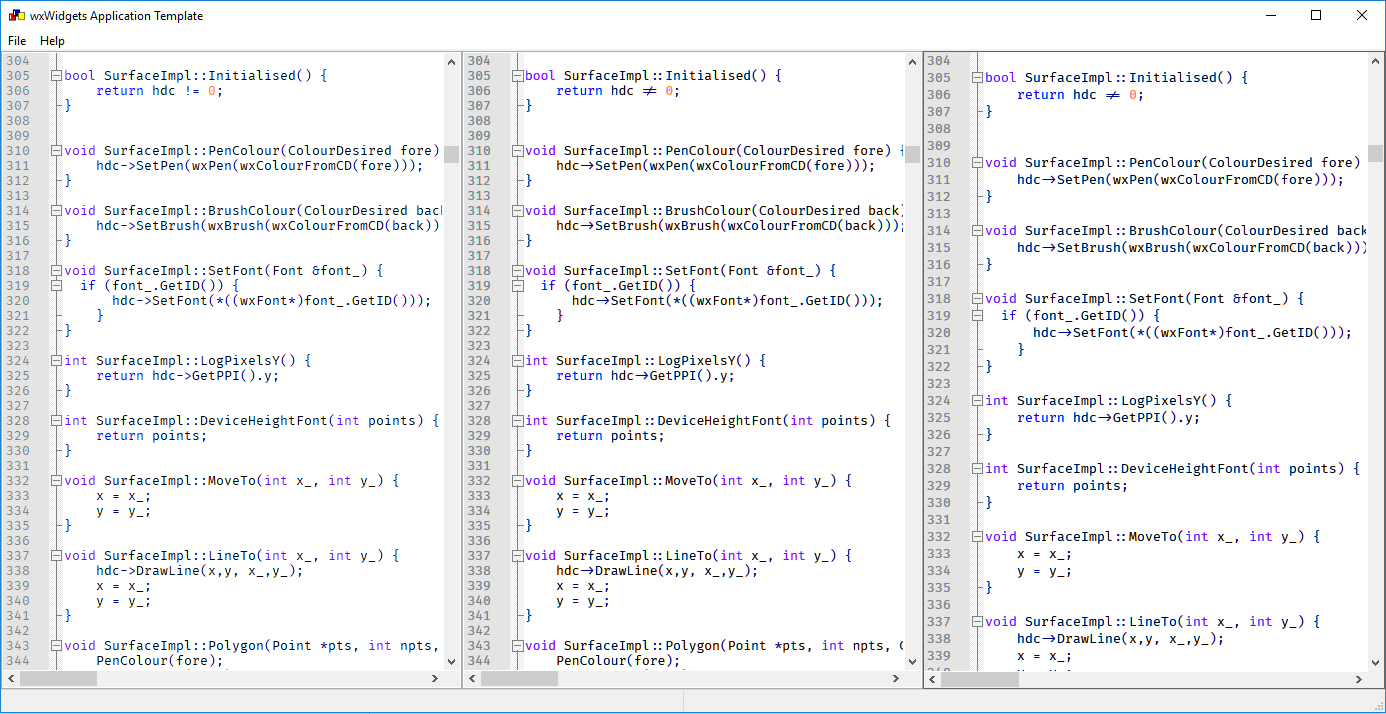 wxWidgets Application Template
File Help
304
305 bool SurfaceImpl::Initialised() {
306 return hdc != 0;
307 }
308
309
310 void SurfaceImpl::PenColour(ColourDesired fore)
311 hdc->SetPen(wxPen(wxColourFromCD(fore)));
312 }
313
314 void SurfaceImpl::BrushColour(ColourDesired
315 hdc->SetBrush(wxBrush(wxColourFromCD(back))
316 }
317
318 void SurfaceImpl::SetFont(Font &font_) {
319 if (font_.GetID()) {
320 hdc->SetFont(*((wxFont*)font_.GetID()));
321 }
322 }
323
324 int SurfaceImpl::LogPixelsY() {
325 return hdc->GetPPI().y;
326 }
327
328 int SurfaceImpl::DeviceHeightFont(int points) {
329 return points;
330 }
331
332 void SurfaceImpl::MoveTo(int x_, int y_) {
333 x = x_;
334 y = y_;
335 }
336
337 void SurfaceImpl::LineTo(int x_, int y_) {
338 hdc->DrawLine(x,y, x_,y_);
339 x = x_;
340 y = y_;
341 }
342
343 void SurfaceImpl::Polygon(Point *pts, int npts,
344 PenColour(fore);
304
305 bool SurfaceImpl::Initialised() {
306 return hdc ≠ 0;
307 }
308
309
310 void SurfaceImpl::PenColour(ColourDesired fore) {
311 hdc→SetPen(wxPen(wxColourFromCD(fore)));
312 }
313
314 void SurfaceImpl::BrushColour(ColourDesired back)
315 hdc→SetBrush(wxBrush(wxColourFromCD(back)));
316 }
317
318 void SurfaceImpl::SetFont(Font &font_) {
319 if (font_.GetID()) {
320 hdc→SetFont(*((wxFont*)font_.GetID()));
321 }
322 }
323
324 int SurfaceImpl::LogPixelsY() {
325 return hdc→GetPPI().y;
326 }
327
328 int SurfaceImpl::DeviceHeightFont(int points) {
329 return points;
330 }
331
332 void SurfaceImpl::MoveTo(int x_, int y_) {
333 x = x_;
334 y = y_;
335 }
336
337 void SurfaceImpl::LineTo(int x_, int y_) {
338 hdc→DrawLine(x,y, x_,y_);
339 x = x_;
340 y = y_;
341 }
342
343 void SurfaceImpl::Polygon(Point *pts, int npts,
344 PenColour(fore);
304
305 bool SurfaceImpl::Initialised() {
306 return hdc ≠ 0;
307 }
308
309
310 void SurfaceImpl::PenColour(ColourDesired fore)
311 hdc→SetPen(wxPen(wxColourFromCD(fore)));
312 }
313
314 void SurfaceImpl::BrushColour(ColourDesired back
315 hdc→SetBrush(wxBrush(wxColourFromCD(back)))
316 }
317
318 void SurfaceImpl::SetFont(Font &font_) {
319 if (font_.GetID()) {
320 hdc→SetFont(*((wxFont*)font_.GetID()));
321 }
322 }
323
324 int SurfaceImpl::LogPixelsY() {
325 return hdc→GetPPI().y;
326 }
327
328 int SurfaceImpl::DeviceHeightFont(int points) {
329 return points;
330 }
331
332 void SurfaceImpl::MoveTo(int x_, int y_) {
333 x = x_;
334 y = y_;
335 }
336
337 void SurfaceImpl::LineTo(int x_, int y_) {
338 hdc→DrawLine(x,y, x_,y_);
339 x = x_;